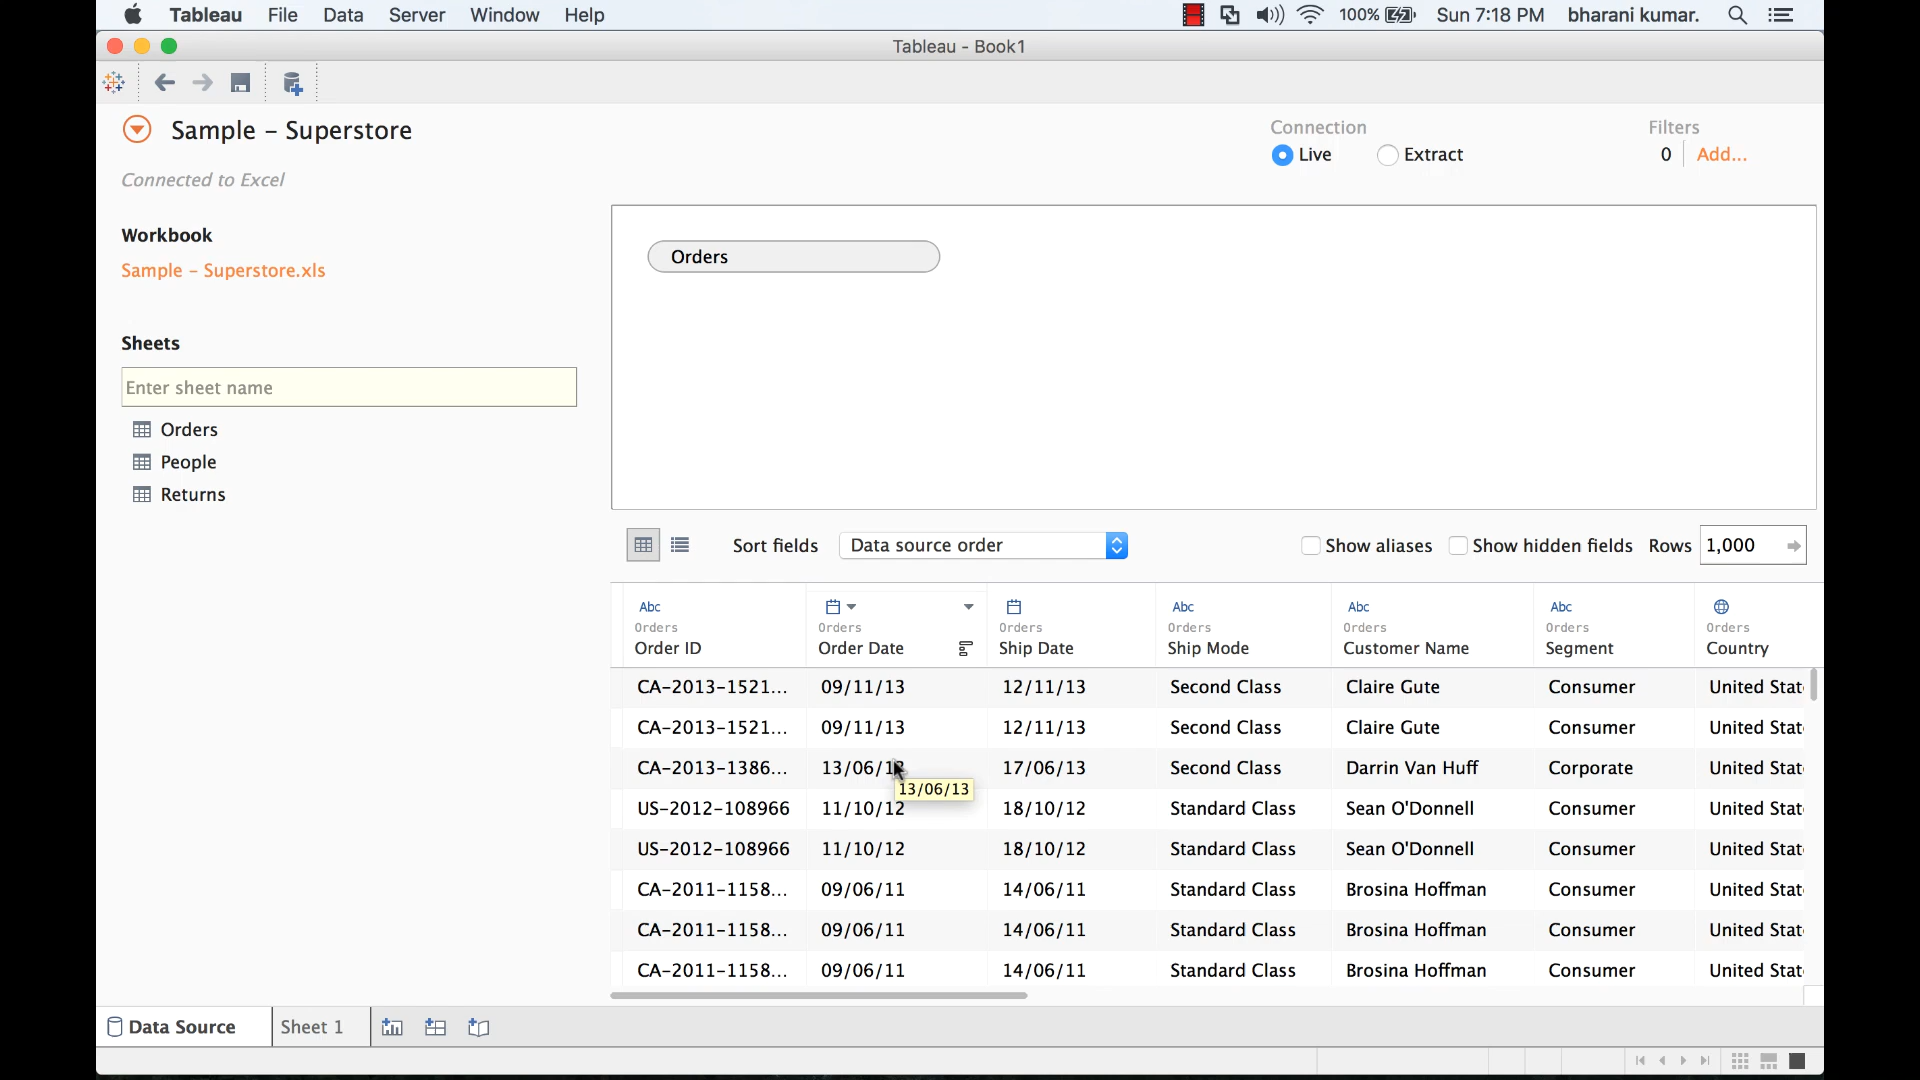 Tableau File Data Server Window Help 100% Sun 7:18 PM bharani kumar.
Tableau - Book1
Sample – Superstore
Connection
Filters
Live Extract
0 Add...
Connected to Excel
Workbook
Sample – Superstore.xls
Sheets
Enter sheet name
Orders
People
Returns
Orders
Sort fields Data source order Show aliases Show hidden fields Rows 1,000
Abc Abc Abc Abc
Orders Orders Orders Orders Orders Orders Orders
Order ID Order Date Ship Date Ship Mode Customer Name Segment Country
CA-2013-1521... 09/11/13 12/11/13 Second Class Claire Gute Consumer United Stat
CA-2013-1521... 09/11/13 12/11/13 Second Class Claire Gute Consumer United Stat
CA-2013-1386... 13/06/13 17/06/13 Second Class Darrin Van Huff Corporate United Stat
13/06/13
US-2012-108966 11/10/12 18/10/12 Standard Class Sean O'Donnell Consumer United Stat
US-2012-108966 11/10/12 18/10/12 Standard Class Sean O'Donnell Consumer United Stat
CA-2011-1158... 09/06/11 14/06/11 Standard Class Brosina Hoffman Consumer United Stat
CA-2011-1158... 09/06/11 14/06/11 Standard Class Brosina Hoffman Consumer United Stat
CA-2011-1158... 09/06/11 14/06/11 Standard Class Brosina Hoffman Consumer United Stat
Data Source Sheet 1